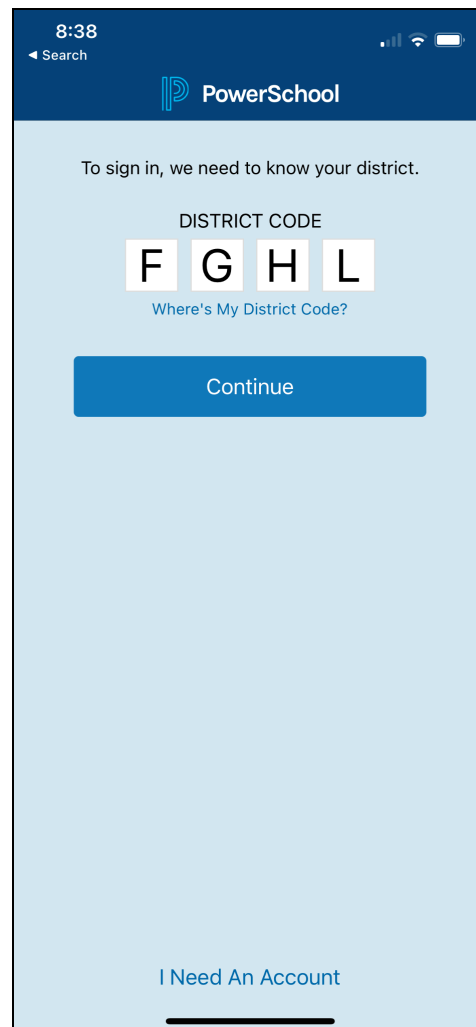 8:38
◀ Search
PowerSchool
To sign in, we need to know your district.
DISTRICT CODE
F G H L
Where's My District Code?
Continue
I Need An Account